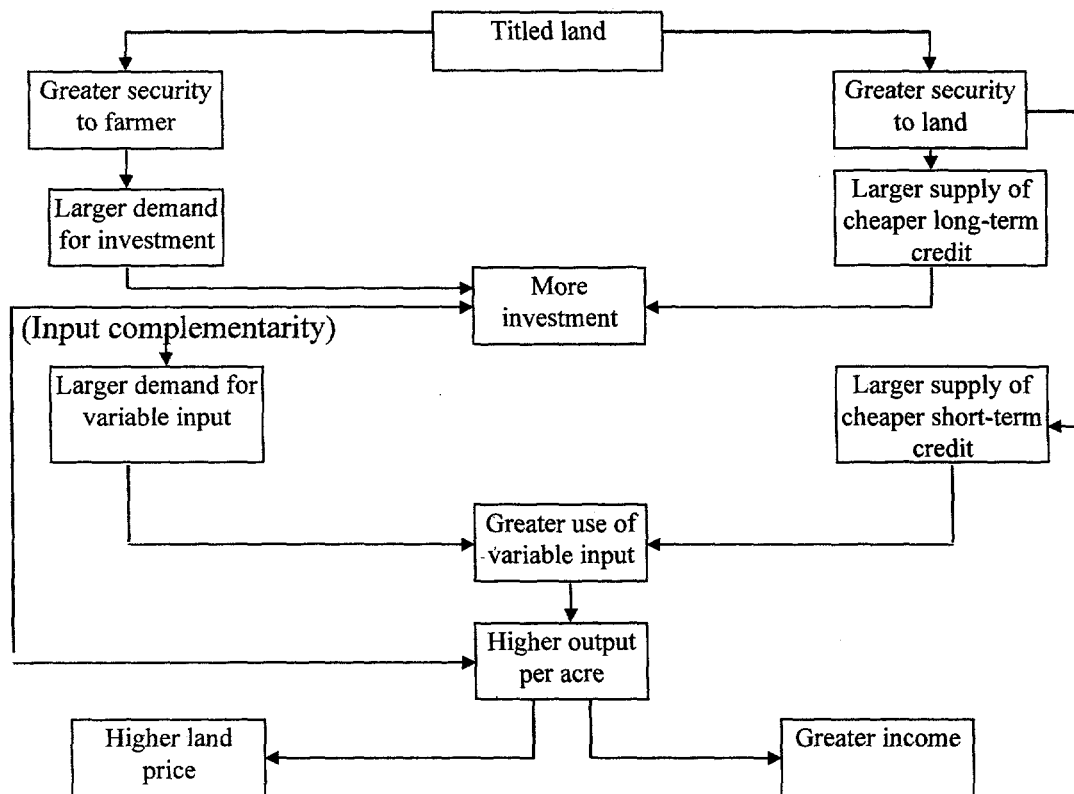 Titled land
Greater security
to farmer
Greater security
to land
Larger demand
for investment
Larger supply of
cheaper long-term
credit
More
investment
(Input complementarity)
Larger demand for
variable input
Larger supply of
cheaper short-term
credit
Greater use of
variable input
Higher output
per acre
Higher land
price
Greater income